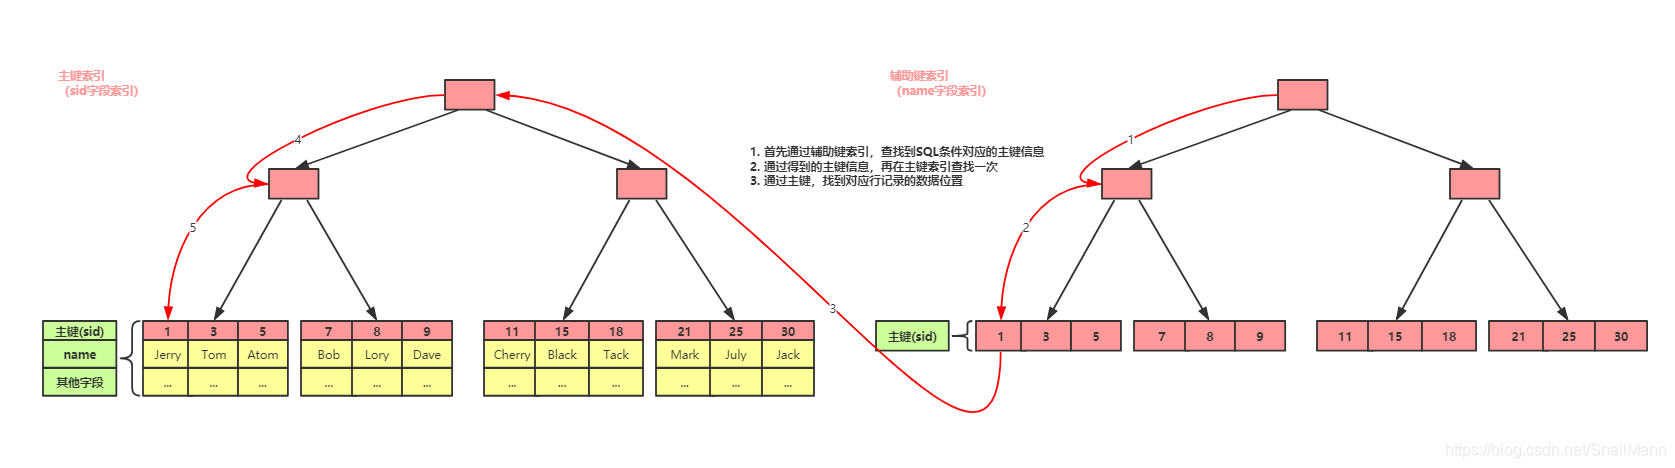 主键索引
(sid字段索引)
辅助键索引
(name字段索引)
4
1
1. 首先通过辅助键索引，查找到SQL条件对应的主键信息
2. 通过得到的主键信息，再在主键索引查找一次
3. 通过主键，找到对应行记录的数据位置
5
2
3
主键(sid) 1 3 5 7 8 9 11 15 18 21 25 30
name Jerry Tom Atom Bob Lory Dave Cherry Black Tack Mark July Jack
其他字段 ... ... ... ... ... ... ... ... ... ... ... ...
主键(sid) 1 3 5 7 8 9 11 15 18 21 25 30
https://blog.csdn.net/SnailMann